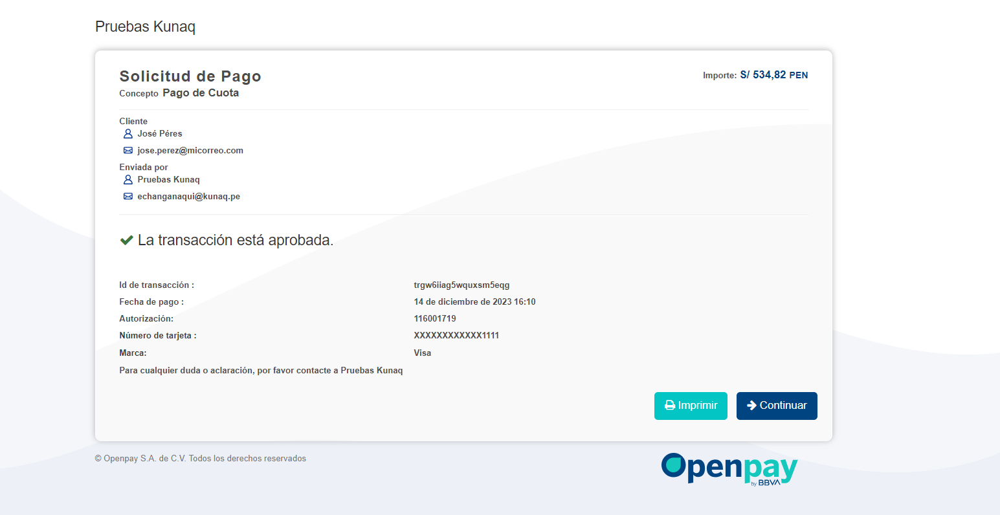 Pruebas Kunaq
Solicitud de Pago
Importe: S/ 534,82 PEN
Concepto Pago de Cuota
Cliente
José Péres
jose.perez@micorreo.com
Enviada por
Pruebas Kunaq
echanganaqui@kunaq.pe
La transacción está aprobada.
Id de transacción : trgw6iiag5wquxsm5eqg
Fecha de pago : 14 de diciembre de 2023 16:10
Autorización: 116001719
Número de tarjeta : XXXXXXXXXXXX1111
Marca: Visa
Para cualquier duda o aclaración, por favor contacte a Pruebas Kunaq
Imprimir
Continuar
© Openpay S.A. de C.V. Todos los derechos reservados
Openpay
by BBVA